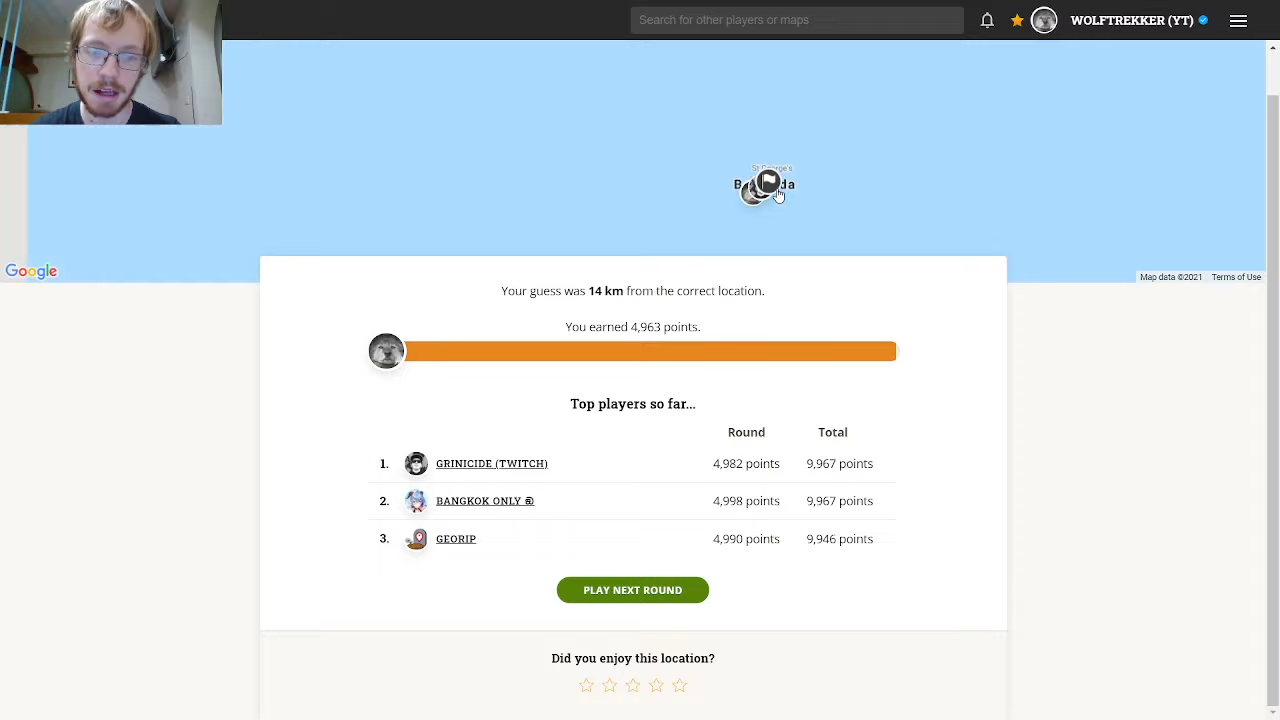 Search for other players or maps
WOLFTREKKER (YT)
St George's
Google
Map data ©2021 Terms of Use
Your guess was 14 km from the correct location.
You earned 4,963 points.
Top players so far...
Round Total
1. GRINICIDE (TWITCH) 4,982 points 9,967 points
2. BANGKOK ONLY 4,998 points 9,967 points
3. GEORIP 4,990 points 9,946 points
PLAY NEXT ROUND
Did you enjoy this location?